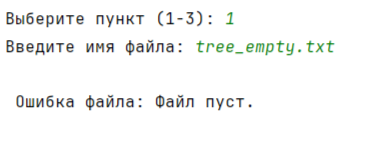 Выберите пункт (1-3): 1
Введите имя файла: tree_empty.txt
Ошибка файла: Файл пуст.